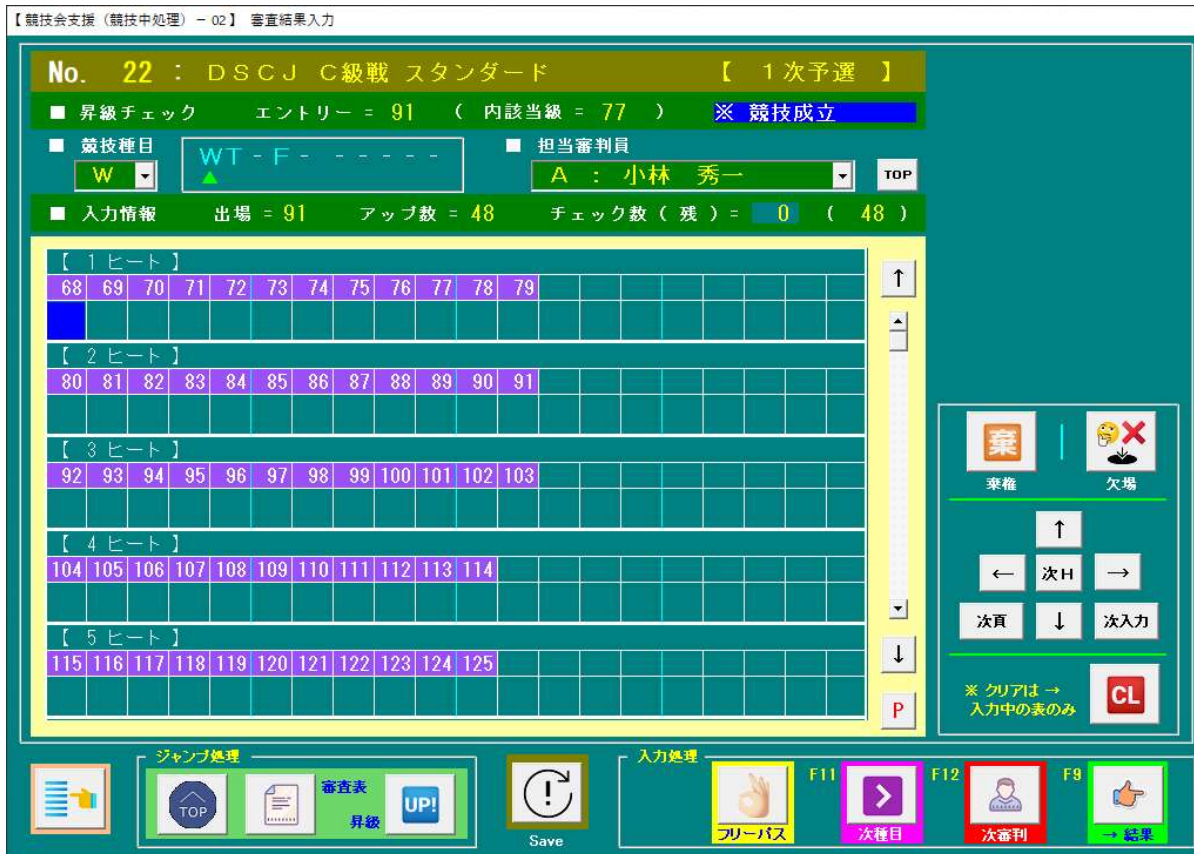 【 競技会支援（競技中処理）－ 02 】 審査結果入力
No. 22 : ＤＳＣＪ Ｃ級戦 スタンダード 【 １次予選 】
■ 昇級チェック エントリー = 91 ( 内該当級 = 77 ) ※ 競技成立
■ 競技種目 ■ 担当審判員
W WT - F - - - - - - A : 小林 秀一 TOP
▲
■ 入力情報 出場 = 91 アップ数 = 48 チェック数 ( 残 ) = 0 ( 48 )
【 1 ヒート 】
68 69 70 71 72 73 74 75 76 77 78 79
↑
【 2 ヒート 】
80 81 82 83 84 85 86 87 88 89 90 91
【 3 ヒート 】
92 93 94 95 96 97 98 99 100 101 102 103
【 4 ヒート 】
104 105 106 107 108 109 110 111 112 113 114
【 5 ヒート 】
115 116 117 118 119 120 121 122 123 124 125
↓
P
棄
棄権 欠場
↑
← 次H →
次頁 ↓ 次入力
※ クリアは →
入力中の表のみ
CL
ジャンプ処理
TOP
審査表
昇級
UP!
Save
入力処理
フリーパス
F11
次種目
F12
次審判
F9
→ 結果